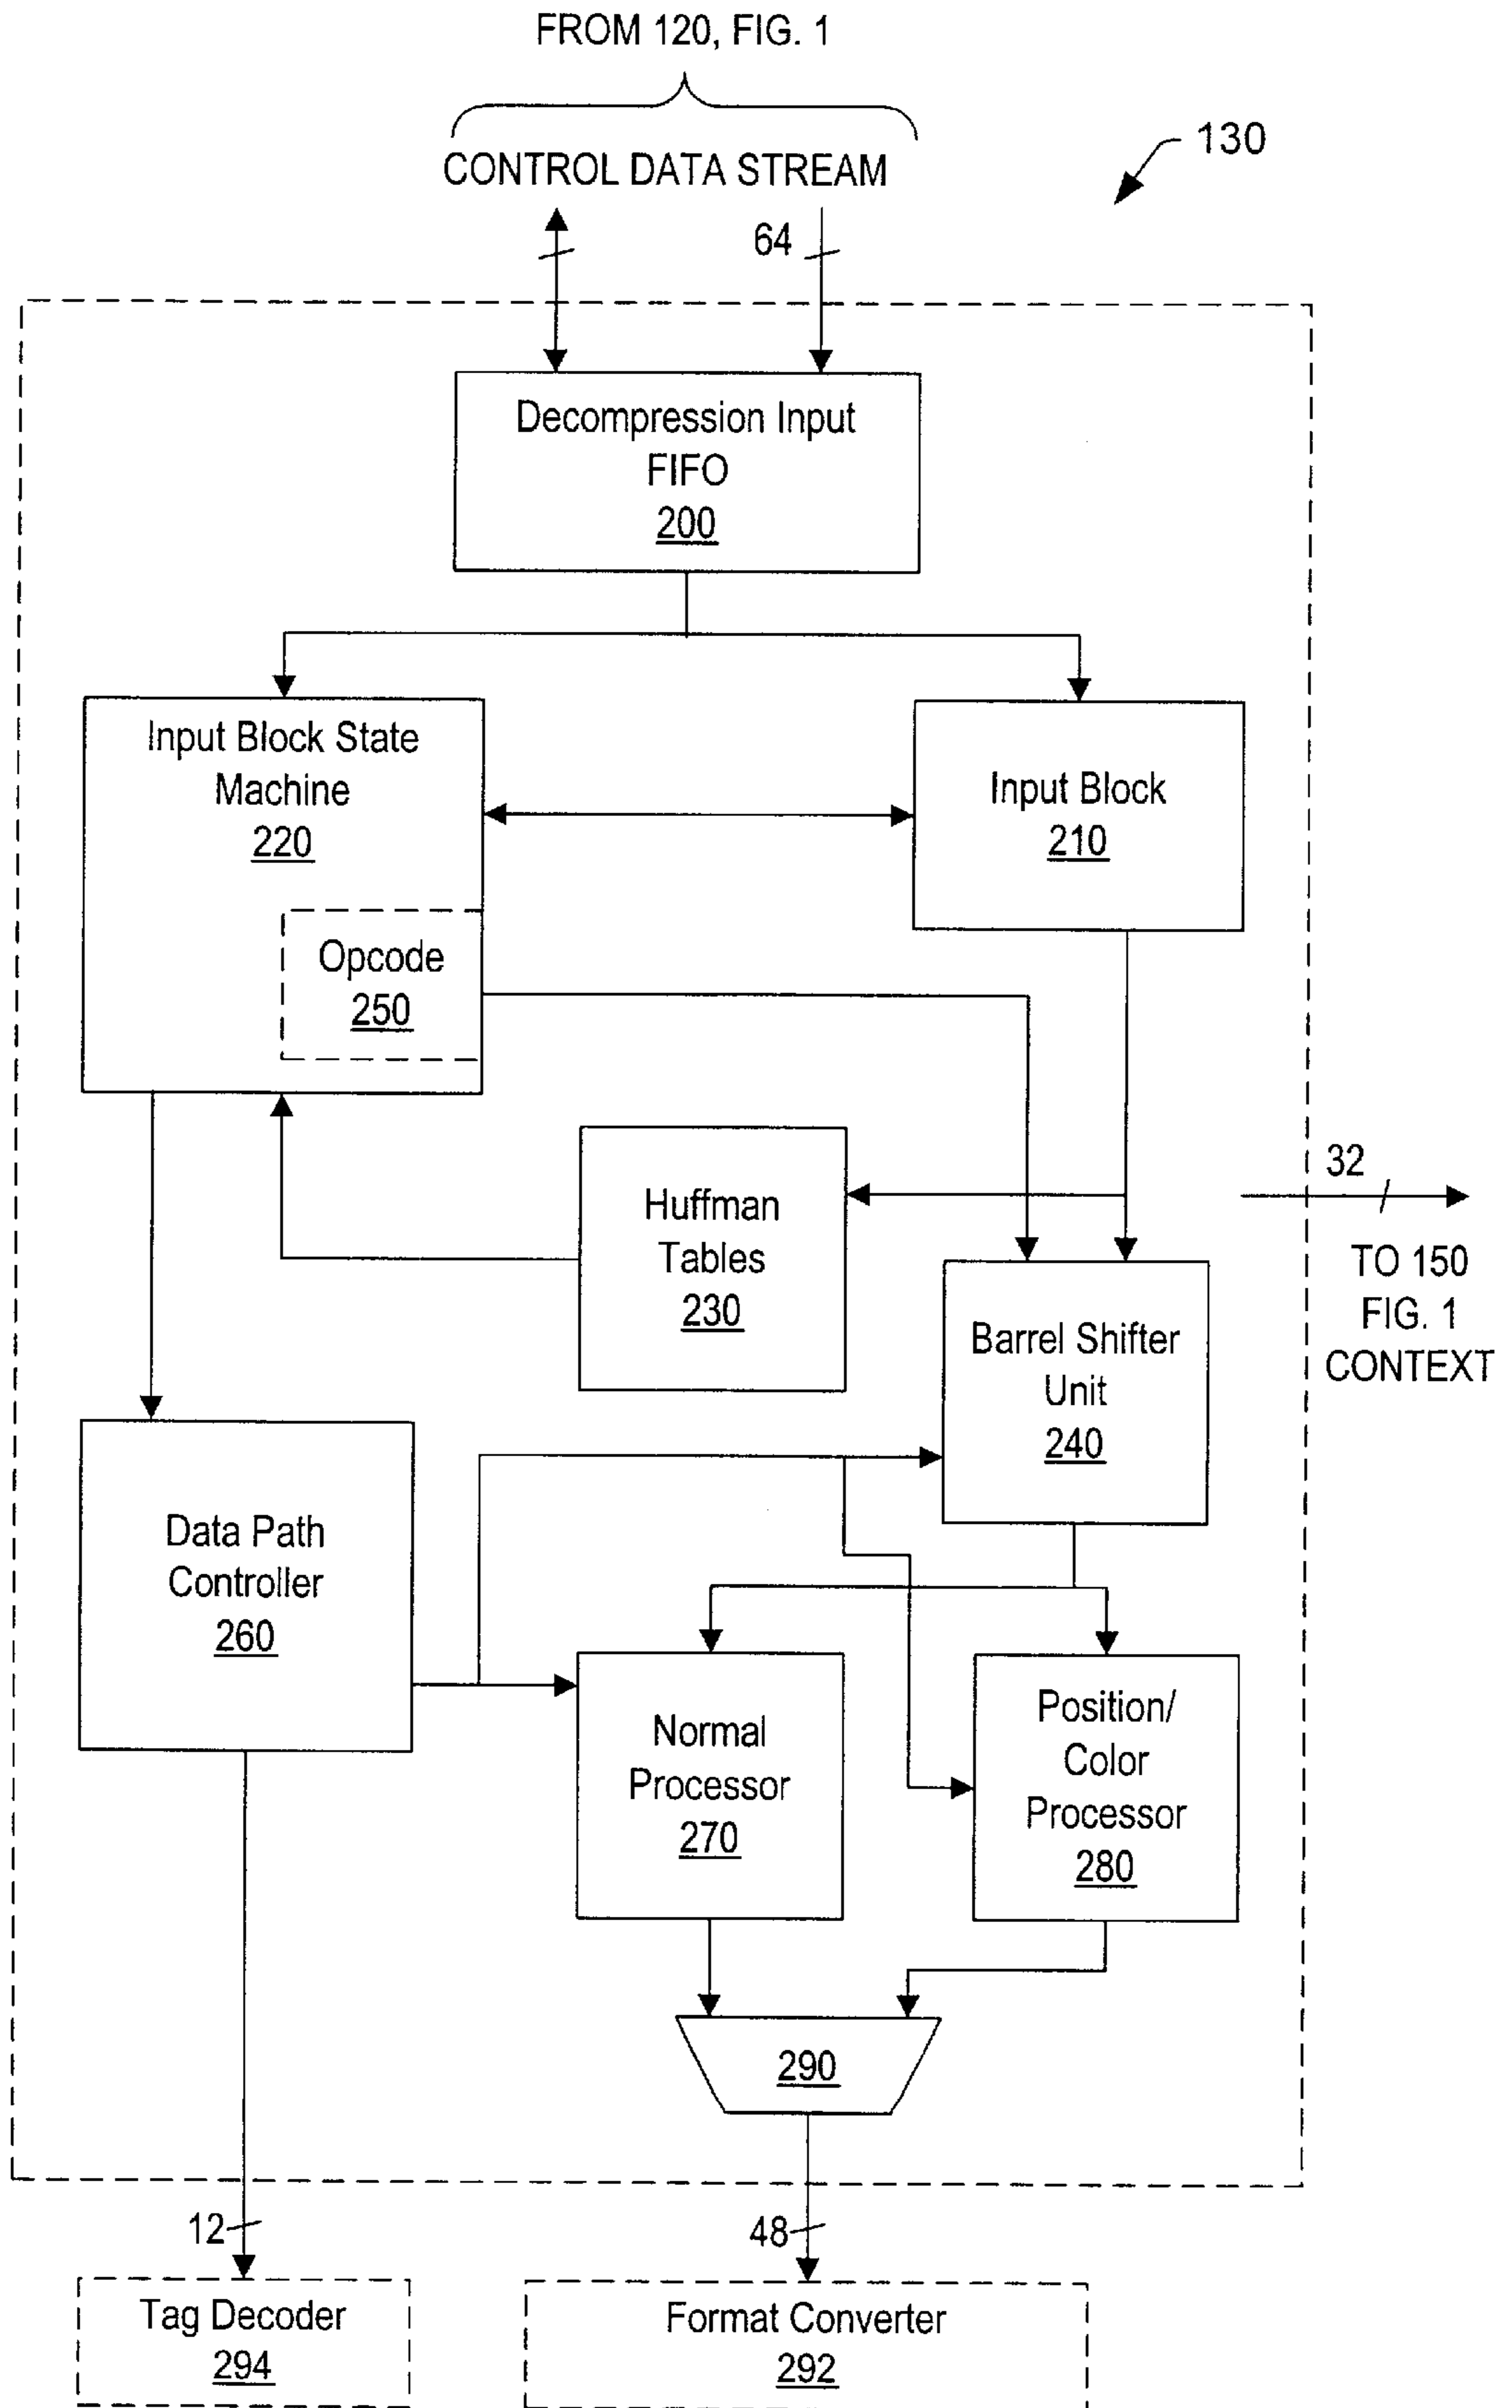 FROM 120, FIG. 1
CONTROL DATA STREAM
130
64
Decompression Input
FIFO
200
Input Block State
Machine
220
Input Block
210
Opcode
250
Huffman
Tables
230
32
TO 150
FIG. 1
CONTEXT
Barrel Shifter
Unit
240
Data Path
Controller
260
Normal
Processor
270
Position/
Color
Processor
280
290
12
48
Tag Decoder
294
Format Converter
292